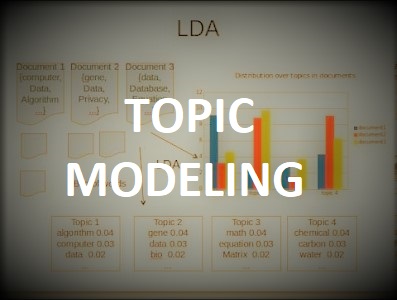 LDA
Document 1 Document 2 Document 3
{computer, {gene, {data,
Data, Data, Database,
Algorithm Privacy,
...} ...}
Distribution over topics in documents
TOPIC
MODELING
LDA
Topic 1 Topic 2 Topic 3 Topic 4
algorithm 0.04 gene 0.04 math 0.04 chemical 0.04
computer 0.03 data 0.03 equation 0.03 carbon 0.03
data 0.02 bio 0.02 Matrix 0.02 water 0.02
... ... ... ...